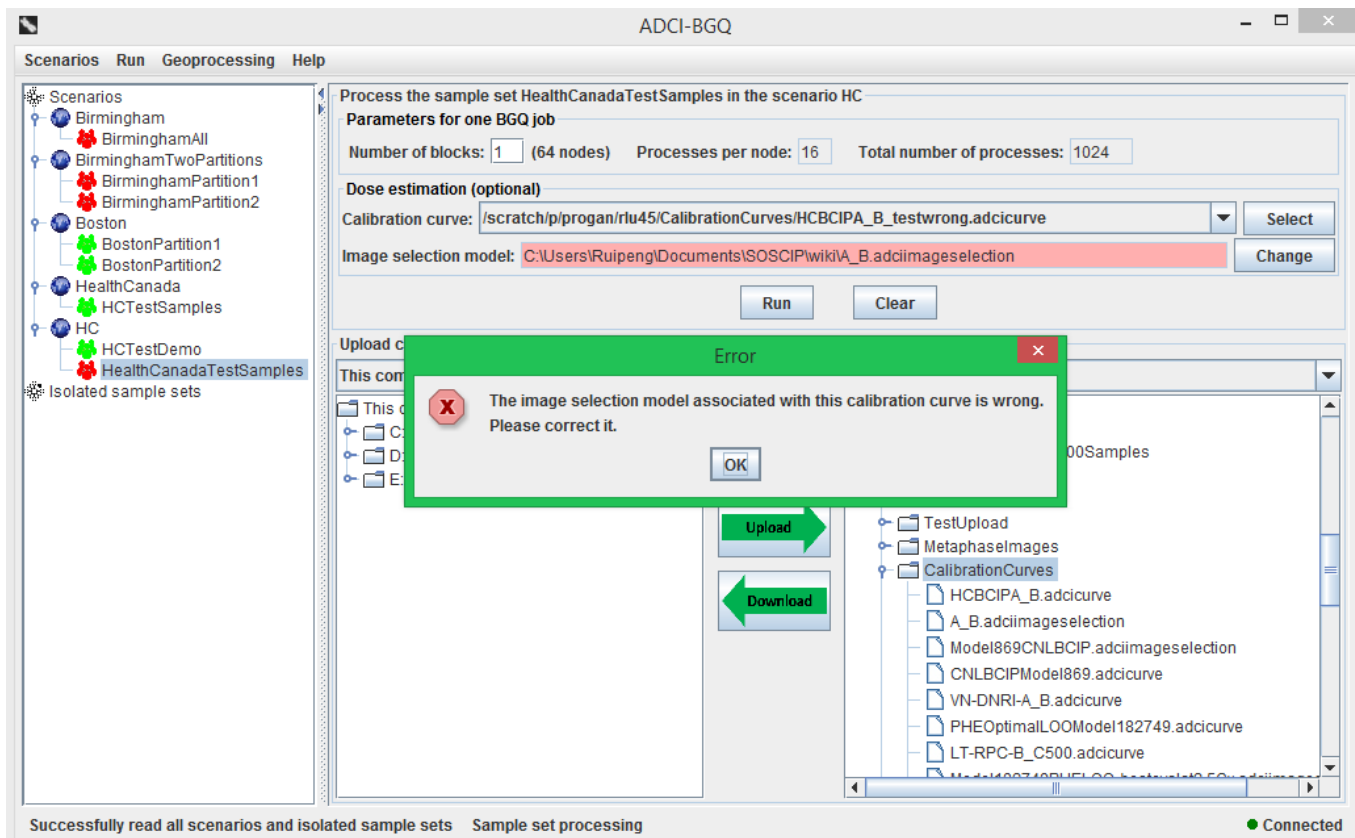 ADCI-BGQ
Scenarios Run Geoprocessing Help
Scenarios
Birmingham
BirminghamAll
BirminghamTwoPartitions
BirminghamPartition1
BirminghamPartition2
Boston
BostonPartition1
BostonPartition2
HealthCanada
HCTestSamples
HC
HCTestDemo
HealthCanadaTestSamples
Isolated sample sets
Process the sample set HealthCanadaTestSamples in the scenario HC
Parameters for one BGQ job
Number of blocks: 1 (64 nodes) Processes per node: 16 Total number of processes: 1024
Dose estimation (optional)
Calibration curve: /scratch/p/progan/rlu45/CalibrationCurves/HCBCIPA_B_testwrong.adcicurve Select
Image selection model: C:\Users\Ruipeng\Documents\SOSCIP\wiki\A_B.adciimageselection Change
Run Clear
Upload c
This com
This c
C:
D:
E:
Error
X
The image selection model associated with this calibration curve is wrong.
Please correct it.
OK
Upload
Download
00Samples
TestUpload
MetaphaseImages
CalibrationCurves
HCBCIPA_B.adcicurve
A_B.adciimageselection
Model869CNLBCIP.adciimageselection
CNLBCIPModel869.adcicurve
VN-DNRI-A_B.adcicurve
PHEOptimalLOOModel182749.adcicurve
LT-RPC-B_C500.adcicurve
Successfully read all scenarios and isolated sample sets Sample set processing
Connected